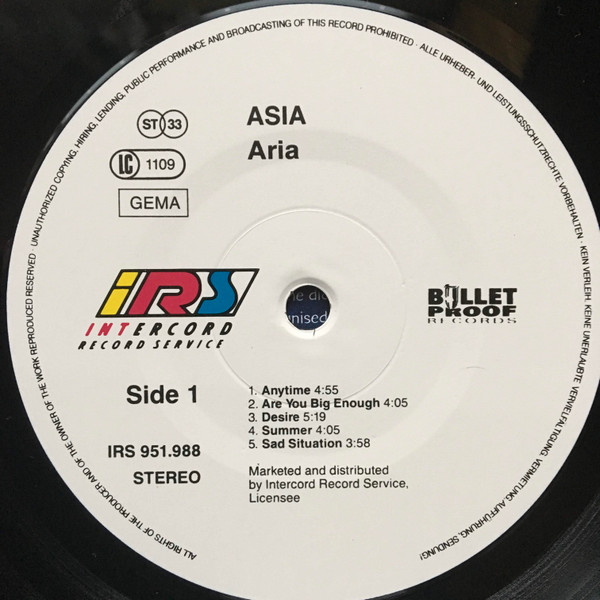 ALL RIGHTS OF THE PRODUCER AND OF THE OWNER OF THE WORK REPRODUCED RESERVED · UNAUTHORIZED COPYING, HIRING, LENDING, PUBLIC PERFORMANCE AND BROADCASTING OF THIS RECORD PROHIBITED · ALLE URHEBER- UND LEISTUNGSSCHUTZRECHTE VORBEHALTEN · KEIN VERLEIH, KEINE UNERLAUBTE VERVIELFÄLTIGUNG, VERMIETUNG, AUFFÜHRUNG, SENDUNG!
ST 33
LC 1109
GEMA
ASIA
Aria
iRS
INTERCORD
RECORD SERVICE
BULLET
PROOF
RECORDS
Side 1
IRS 951.988
STEREO
1. Anytime 4:55
2. Are You Big Enough 4:05
3. Desire 5:19
4. Summer 4:05
5. Sad Situation 3:58
Marketed and distributed
by Intercord Record Service,
Licensee